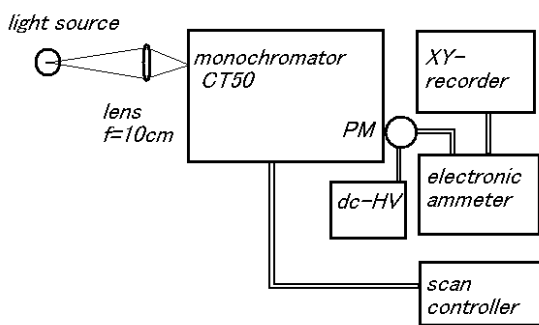 light source
lens
f=10cm
monochromator
CT50
PM
dc-HV
XY-
recorder
electronic
ammeter
scan
controller